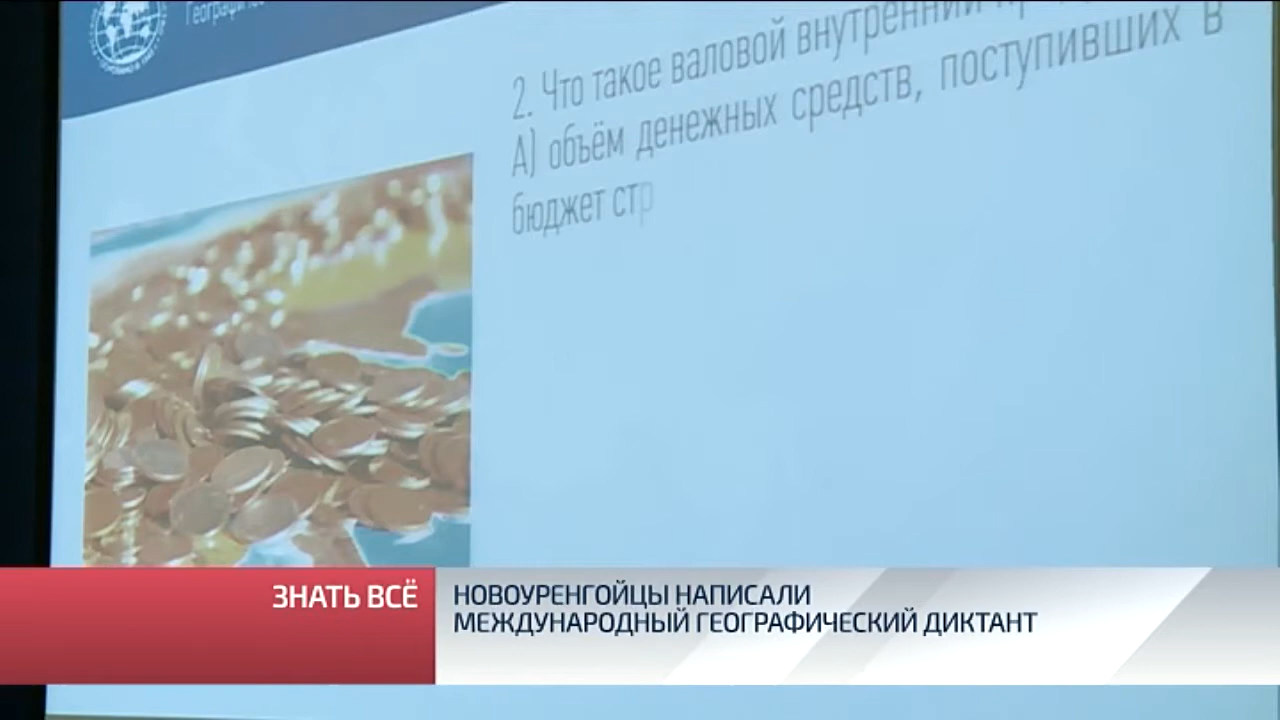 2. Что такое валовой внутренний
А) объём денежных средств, поступивших в
бюджет стр
ЗНАТЬ ВСЁ
НОВОУРЕНГОЙЦЫ НАПИСАЛИ
МЕЖДУНАРОДНЫЙ ГЕОГРАФИЧЕСКИЙ ДИКТАНТ